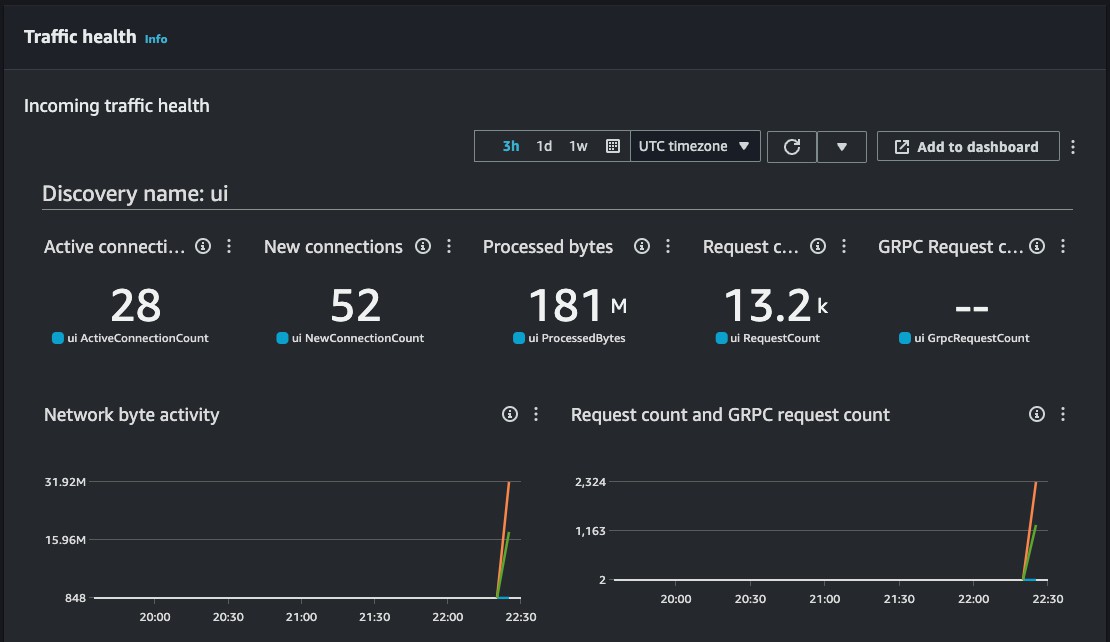 Traffic health Info
Incoming traffic health
3h 1d 1w UTC timezone Add to dashboard
Discovery name: ui
Active connecti... New connections Processed bytes Request c... GRPC Request c...
28 52 181 M 13.2 k --
ui ActiveConnectionCount ui NewConnectionCount ui ProcessedBytes ui RequestCount ui GrpcRequestCount
Network byte activity
31.92M
15.96M
848
20:00 20:30 21:00 21:30 22:00 22:30
Request count and GRPC request count
2,324
1,163
2
20:00 20:30 21:00 21:30 22:00 22:30